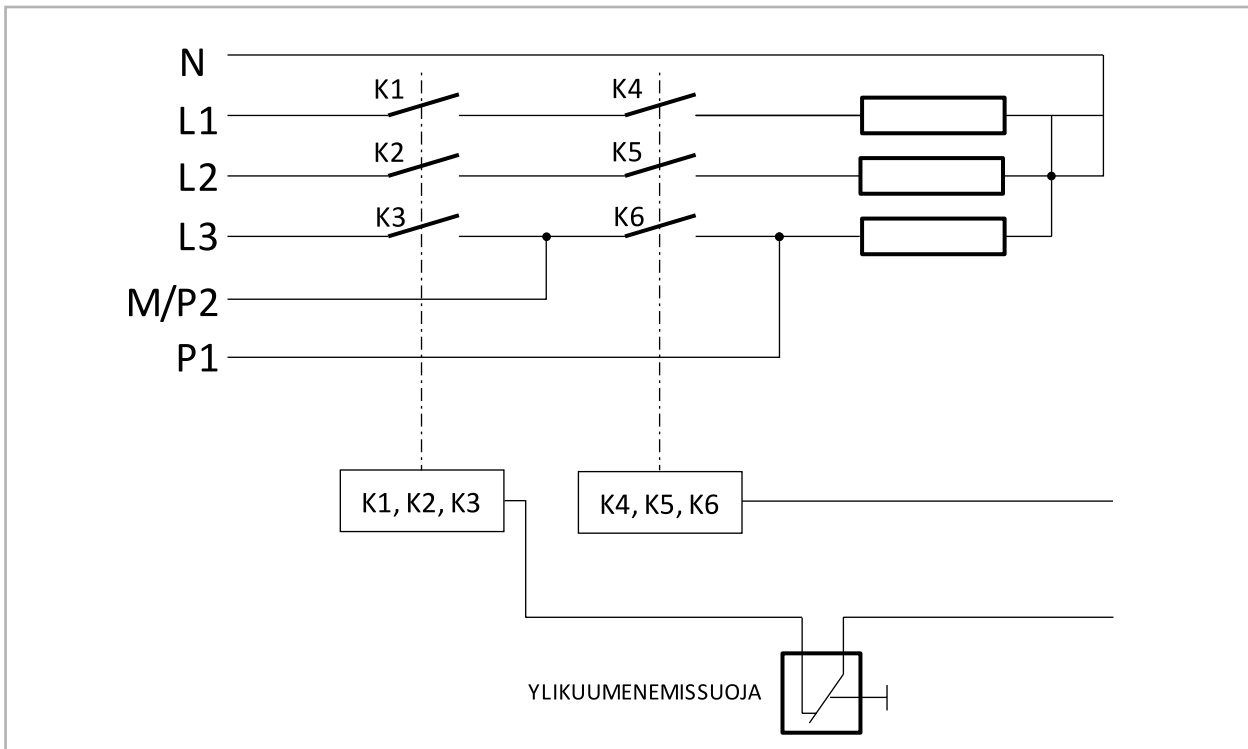 N
K1
K4
L1
K2
K5
L2
K3
K6
L3
M/P2
P1
K1, K2, K3
K4, K5, K6
YLIKUUMENEMISSUOJA